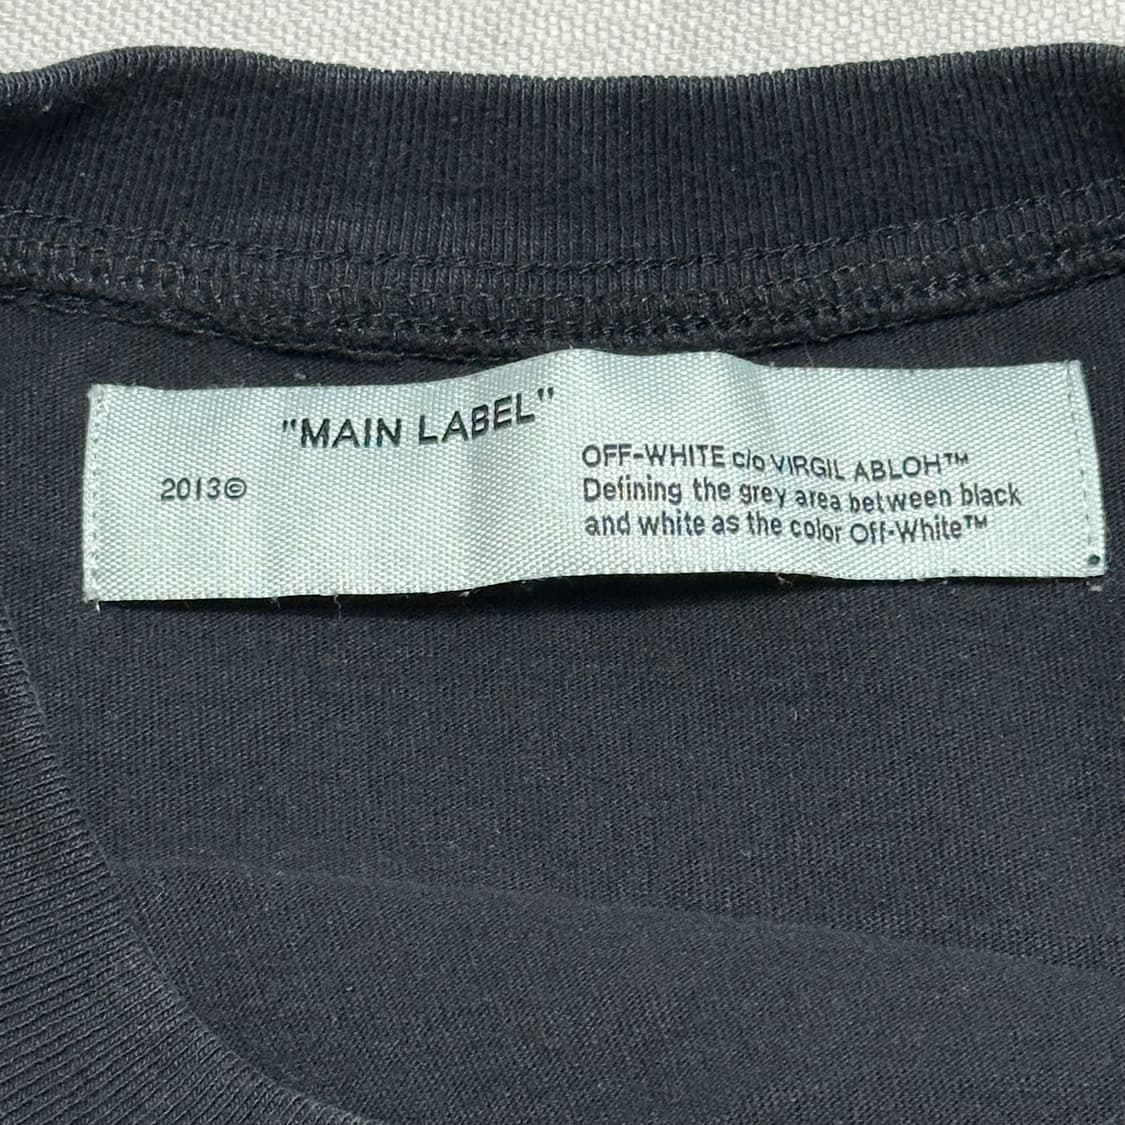 "MAIN LABEL"
2013©
OFF-WHITE c/o VIRGIL ABLOH™
Defining the grey area between black
and white as the color Off-White™